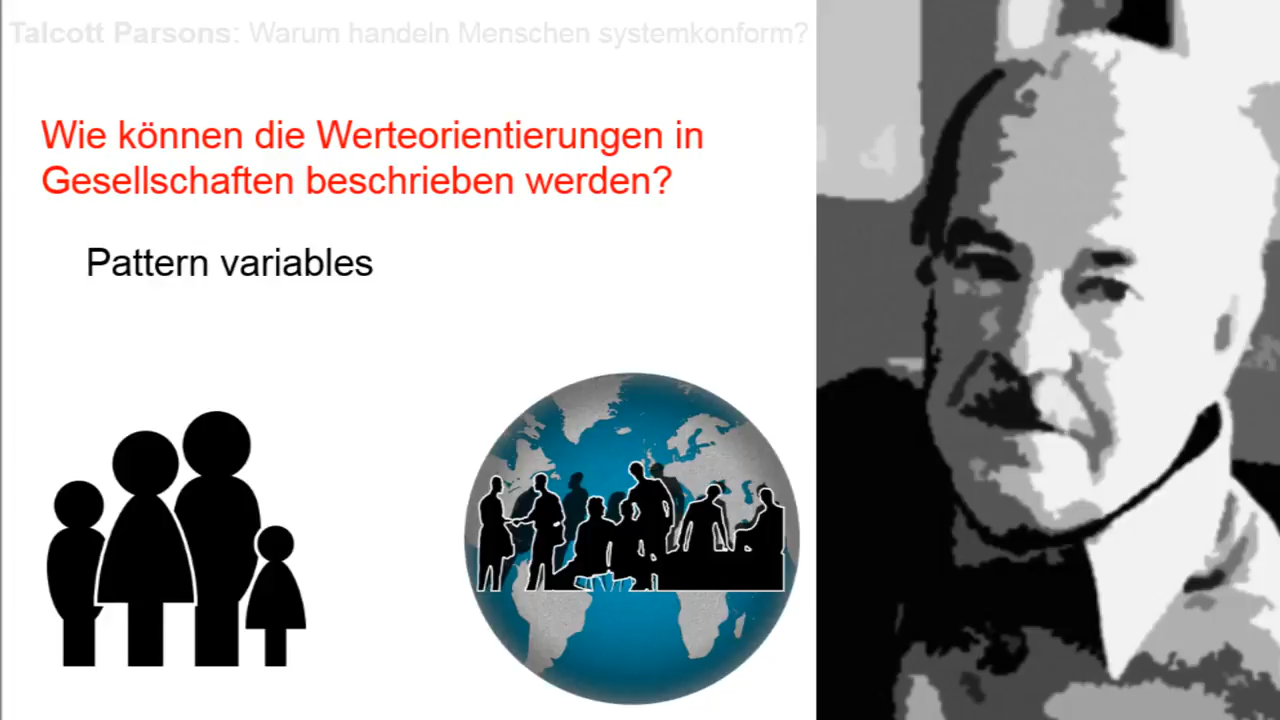 Talcott Parsons: Warum handeln Menschen systemkonform?
Wie können die Werteorientierungen in
Gesellschaften beschrieben werden?
Pattern variables